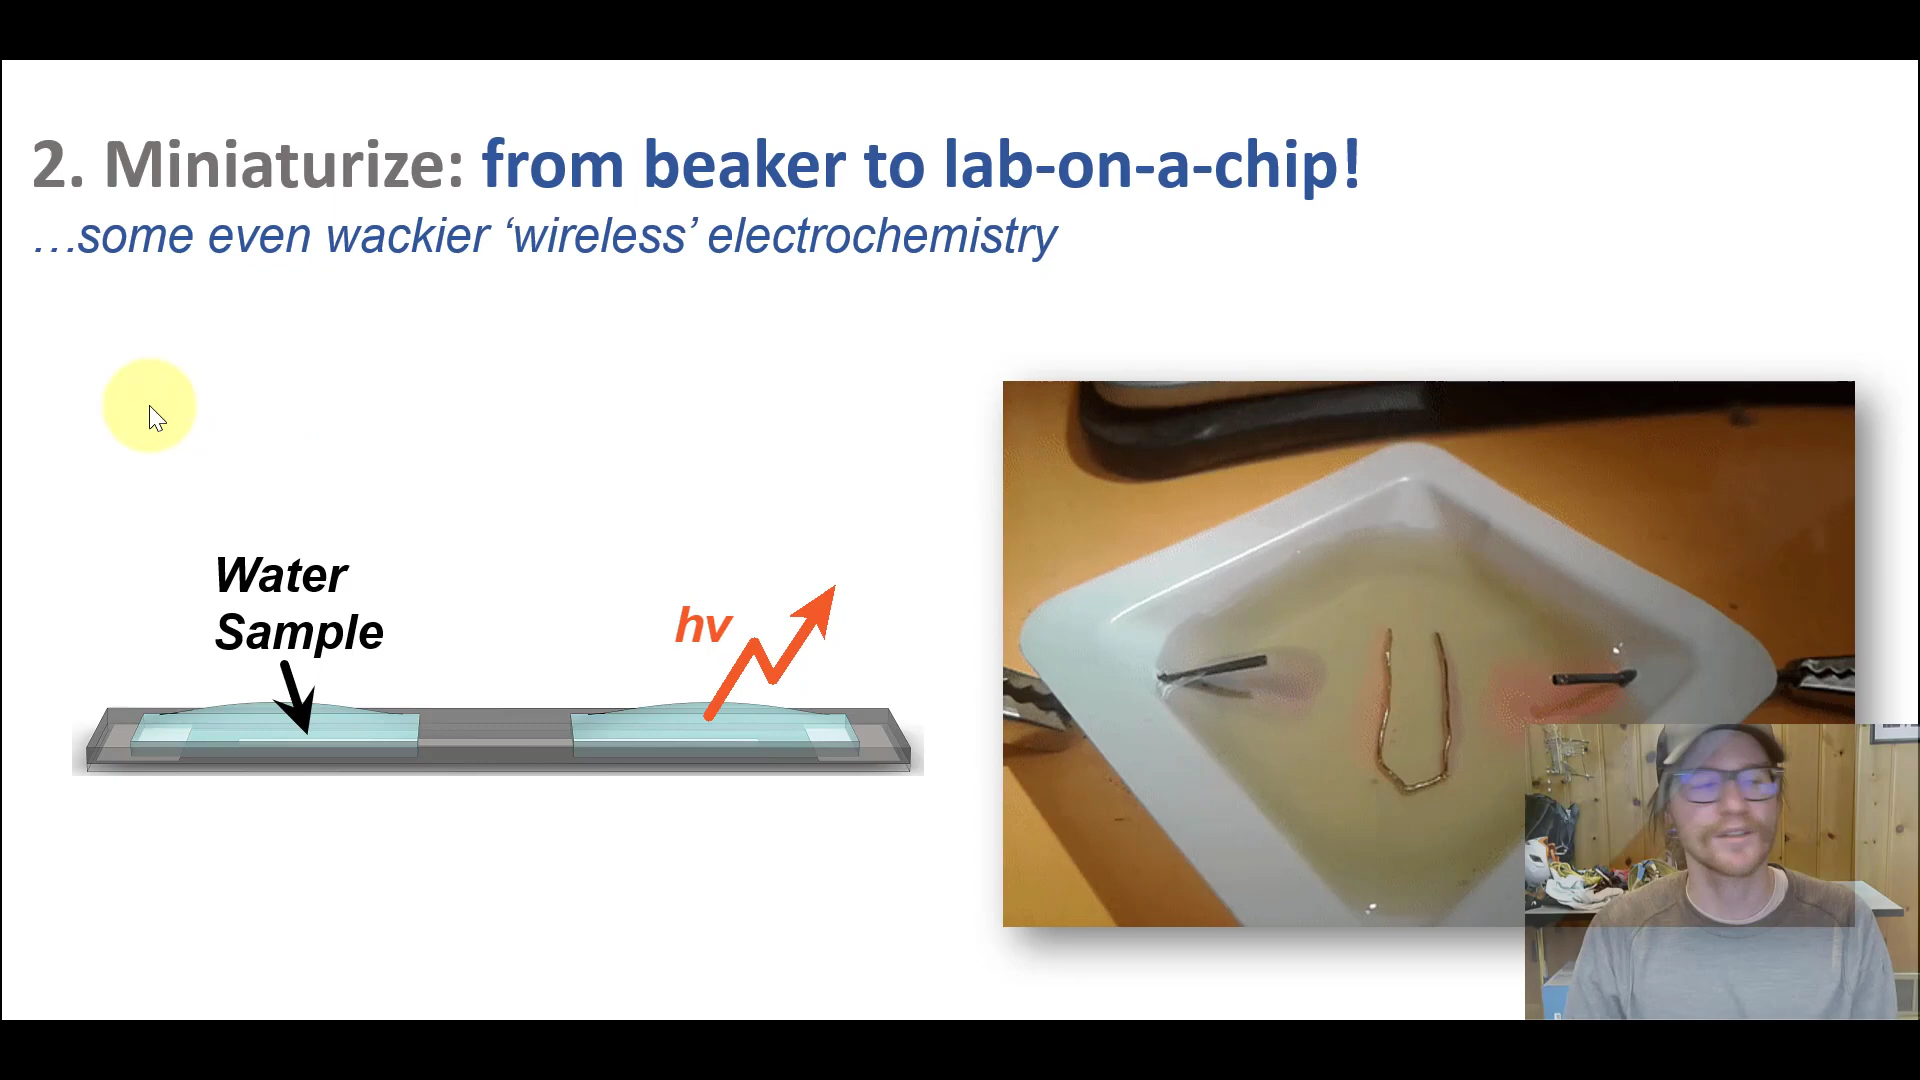 2. Miniaturize: from beaker to lab-on-a-chip!
…some even wackier ‘wireless’ electrochemistry
Water
Sample
hv